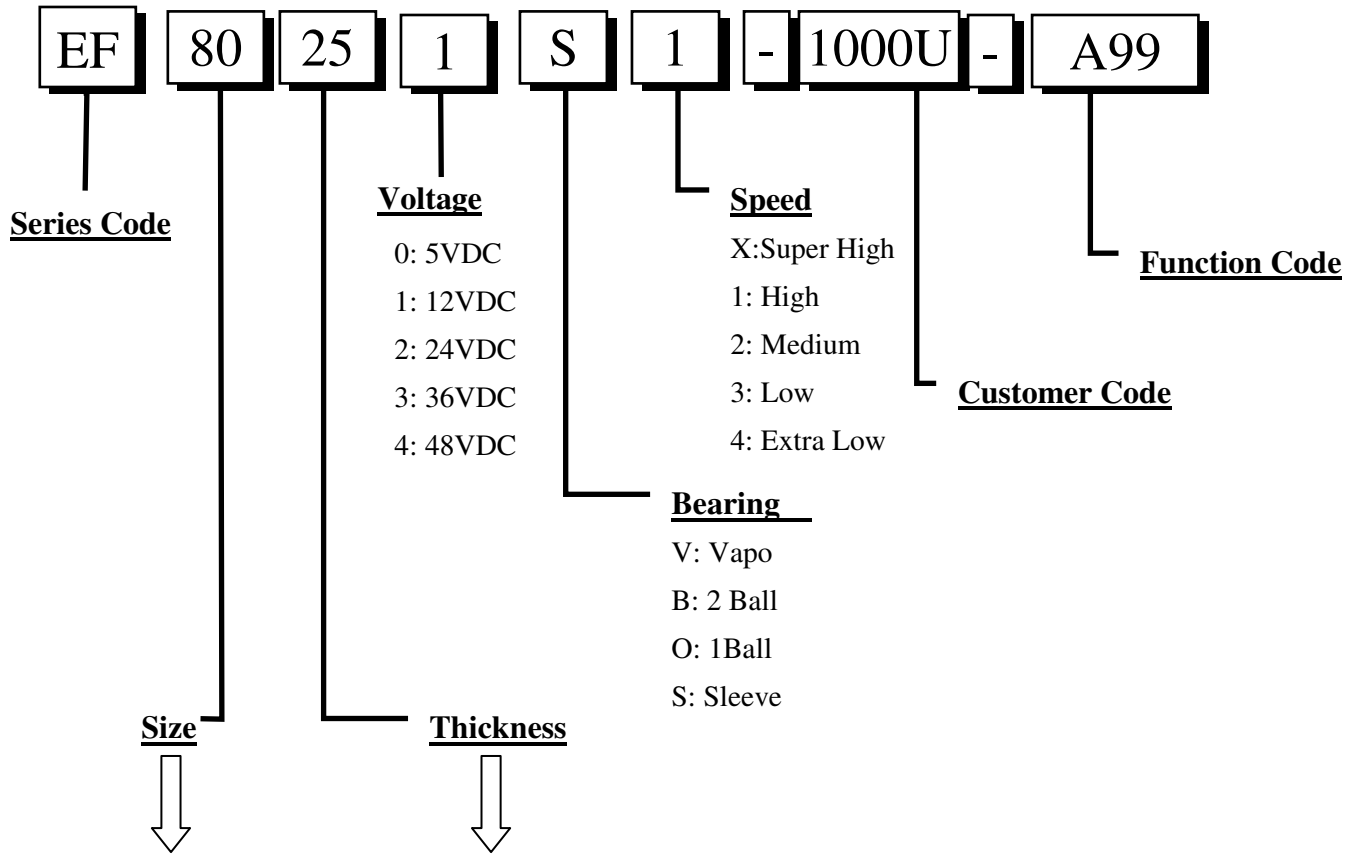 EF 80 25 1 S 1 - 1000U - A99
Series Code
Voltage
0: 5VDC
1: 12VDC
2: 24VDC
3: 36VDC
4: 48VDC
Speed
X:Super High
1: High
2: Medium
3: Low
4: Extra Low
Function Code
Customer Code
Bearing
V: Vapo
B: 2 Ball
O: 1Ball
S: Sleeve
Size
Thickness